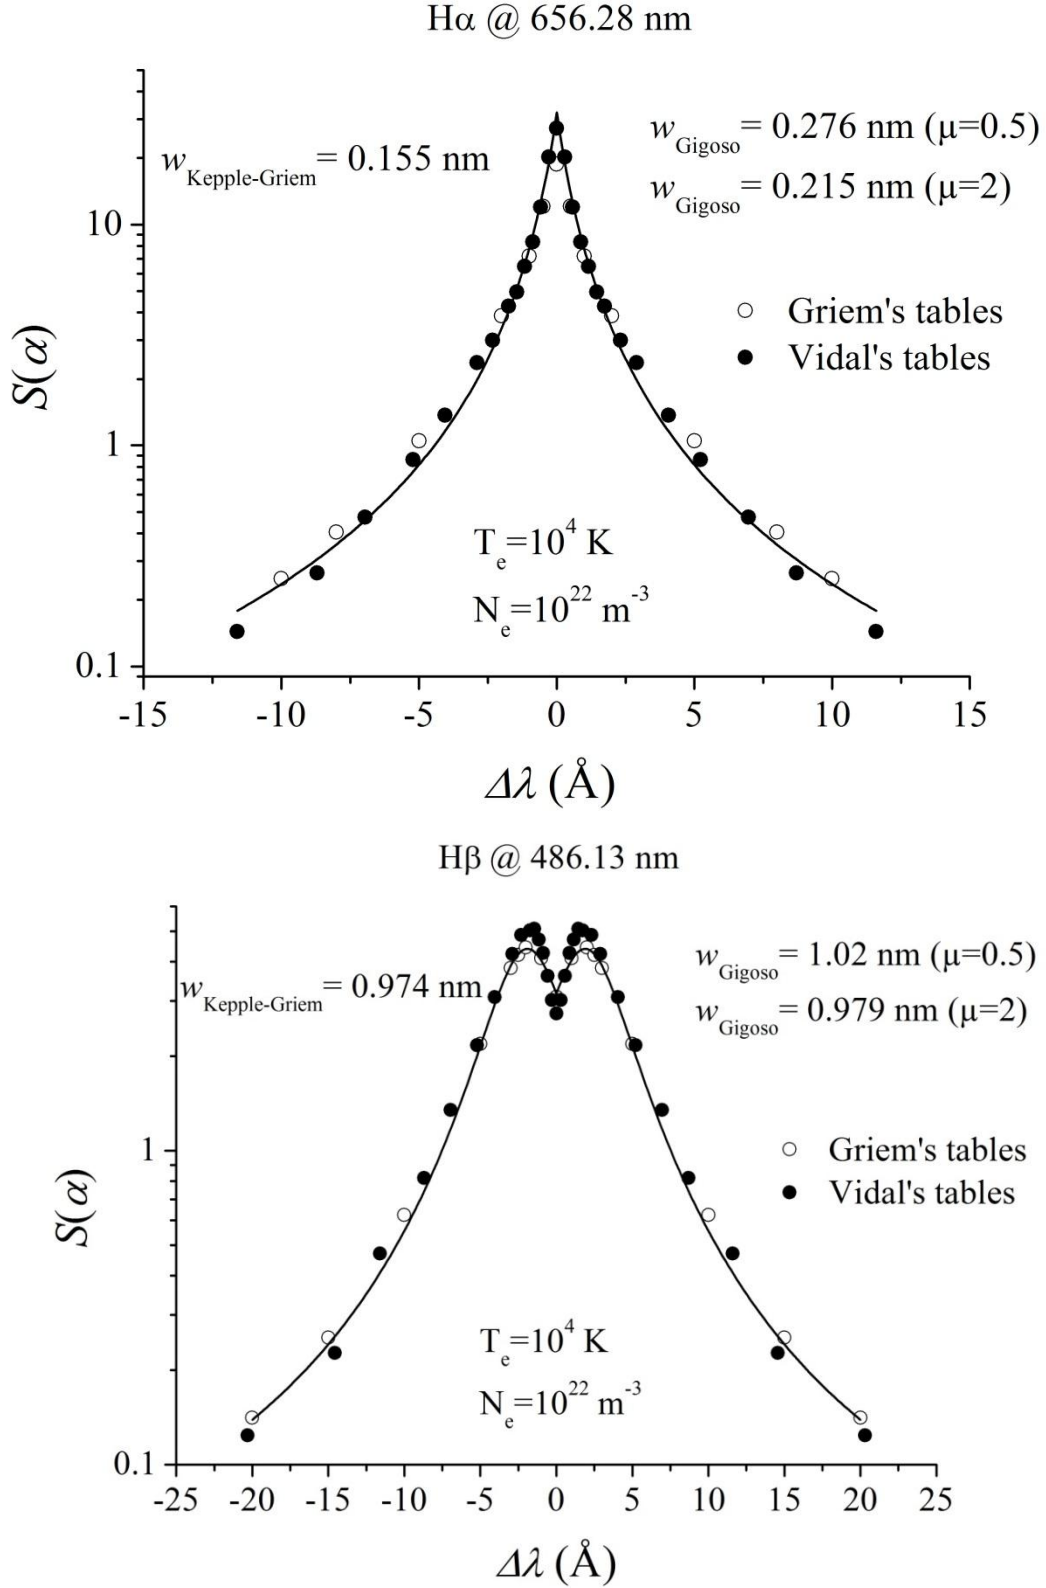 Hα @ 656.28 nm
w_Kepple-Griem = 0.155 nm
w_Gigoso = 0.276 nm (μ=0.5)
w_Gigoso = 0.215 nm (μ=2)
Griem's tables
Vidal's tables
T_e=10^4 K
N_e=10^22 m^-3
S(α)
10
1
0.1
-15 -10 -5 0 5 10 15
Δλ (Å)
Hβ @ 486.13 nm
w_Kepple-Griem = 0.974 nm
w_Gigoso = 1.02 nm (μ=0.5)
w_Gigoso = 0.979 nm (μ=2)
Griem's tables
Vidal's tables
T_e=10^4 K
N_e=10^22 m^-3
S(α)
1
0.1
-25 -20 -15 -10 -5 0 5 10 15 20 25
Δλ (Å)